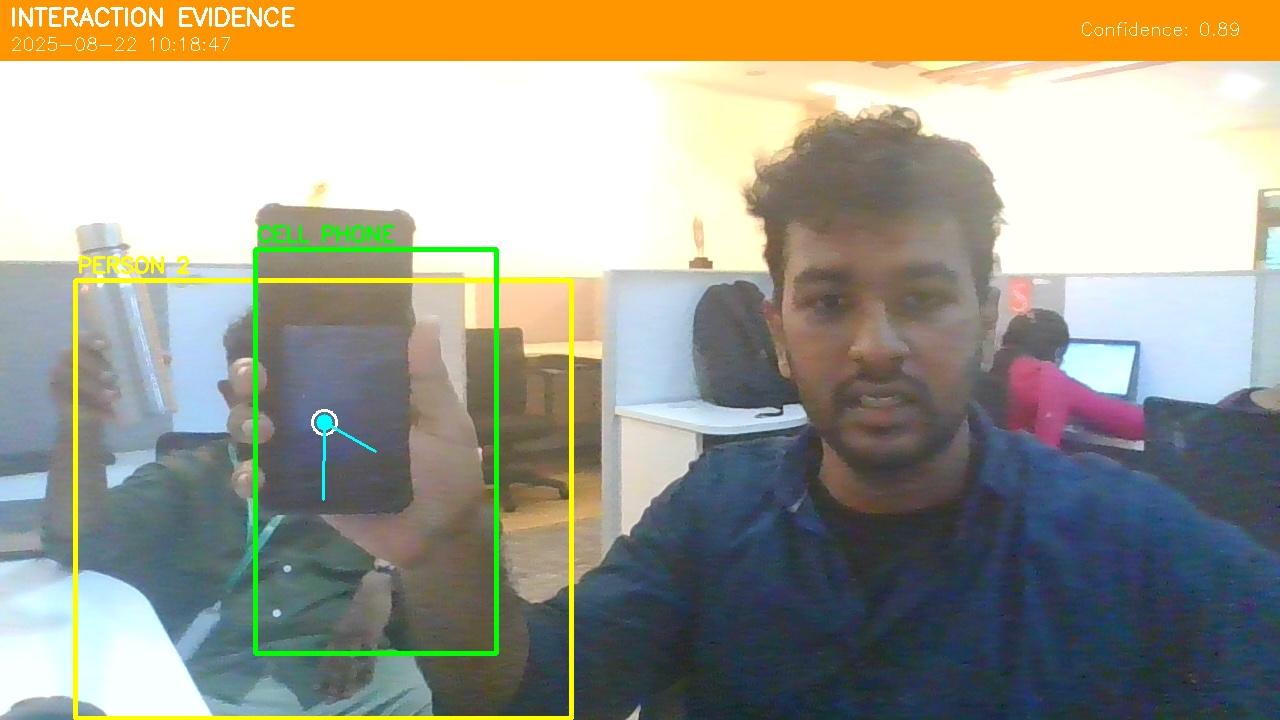 INTERACTION EVIDENCE
2025-08-22 10:18:47
Confidence: 0.89
CELL PHONE
PERSON 2